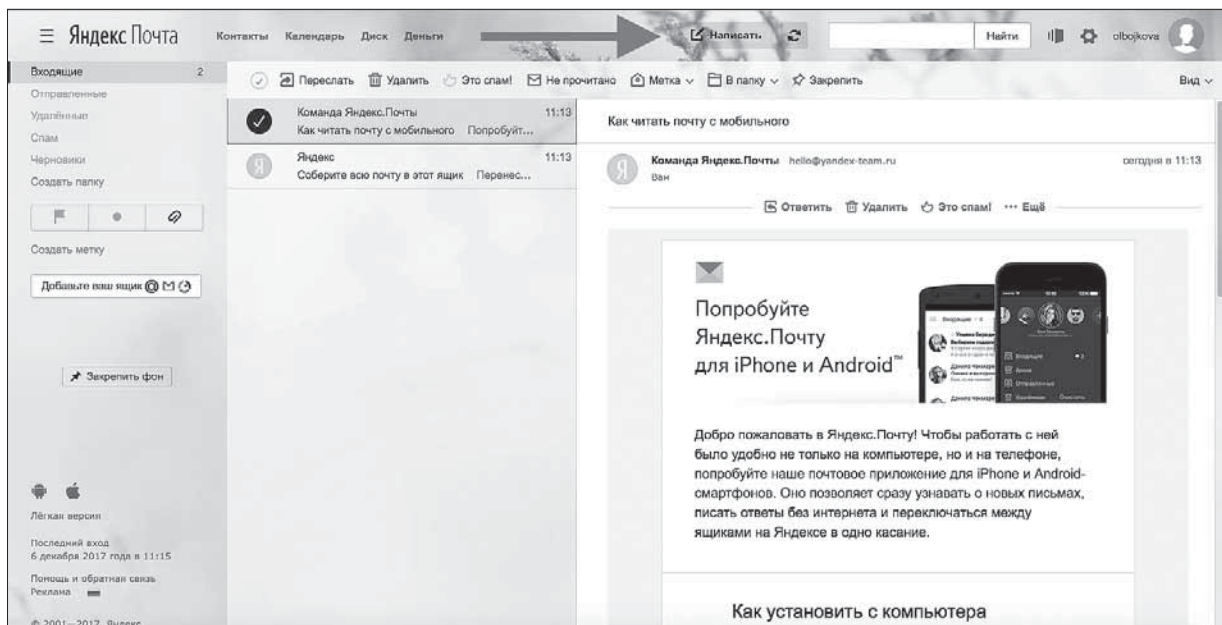 Яндекс Почта Контакты Календарь Диск Деньги Написать Найти olbojkova
Входящие 2
Отправленные
Удалённые
Спам
Черновики
Создать папку
Создать метку
Добавьте ваш ящик
Закрепить фон
Лёгкая версия
Последний вход
6 декабря 2017 года в 11:15
Помощь и обратная связь
Реклама
© 2001—2017, Яндекс
Переслать Удалить Это спам! Не прочитано Метка В папку Закрепить Вид
Команда Яндекс.Почты 11:13
Как читать почту с мобильного Попробуйт...
Яндекс 11:13
Соберите всю почту в этот ящик Перенес...
Как читать почту с мобильного
Команда Яндекс.Почты hello@yandex-team.ru сегодня в 11:13
Вам
Ответить Удалить Это спам! Ещё
Попробуйте
Яндекс.Почту
для iPhone и Android™
Добро пожаловать в Яндекс.Почту! Чтобы работать с ней
было удобно не только на компьютере, но и на телефоне,
попробуйте наше почтовое приложение для iPhone и Android-
смартфонов. Оно позволяет сразу узнавать о новых письмах,
писать ответы без интернета и переключаться между
ящиками на Яндексе в одно касание.
Как установить с компьютера